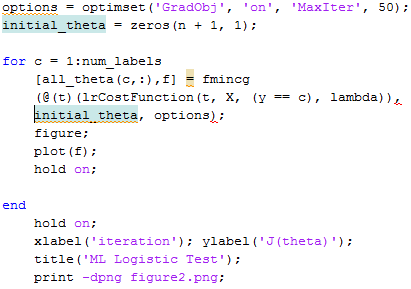 options = optimset('GradObj', 'on', 'MaxIter', 50);
initial_theta = zeros(n + 1, 1);
for c = 1:num_labels
[all_theta(c,:),f] = fmincg
(@(t)(lrCostFunction(t, X, (y == c), lambda)),
initial_theta, options);
figure;
plot(f);
hold on;
end
hold on;
xlabel('iteration'); ylabel('J(theta)');
title('ML Logistic Test');
print -dpng figure2.png;